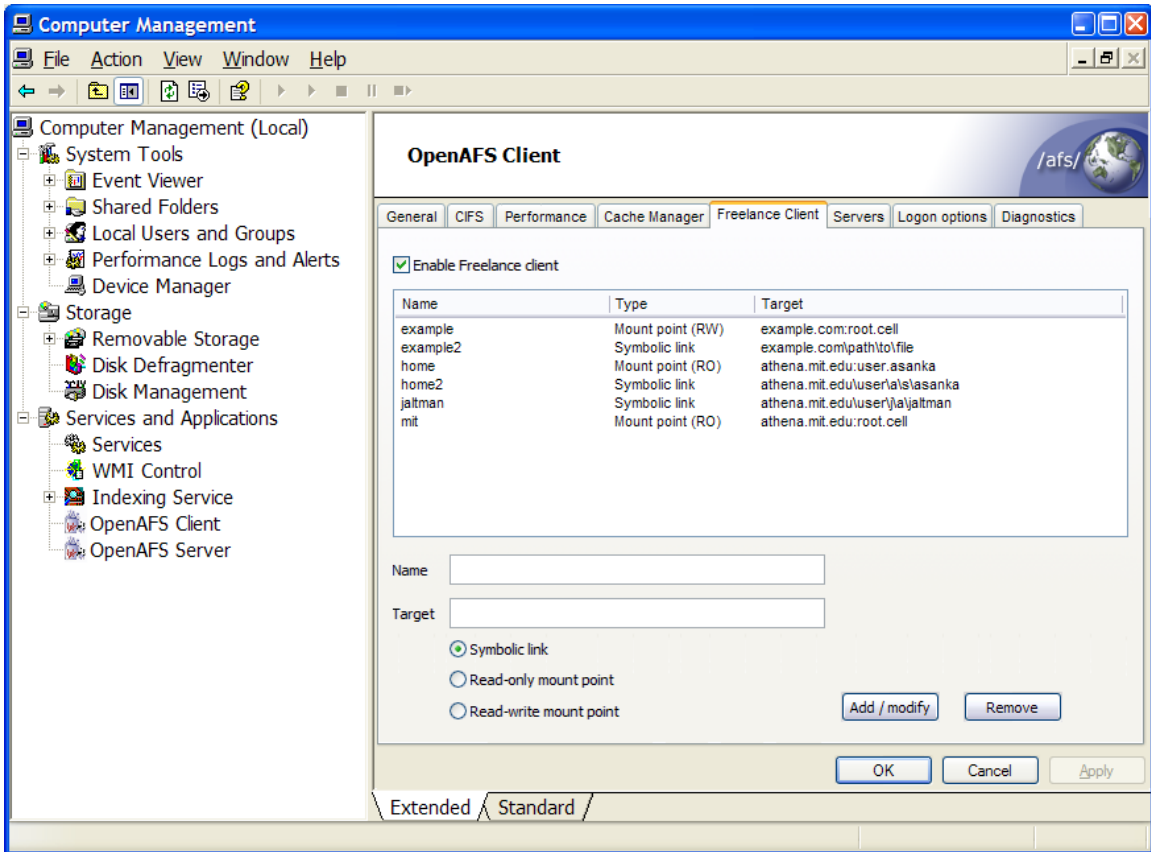 Computer Management
File Action View Window Help
Computer Management (Local)
System Tools
Event Viewer
Shared Folders
Local Users and Groups
Performance Logs and Alerts
Device Manager
Storage
Removable Storage
Disk Defragmenter
Disk Management
Services and Applications
Services
WMI Control
Indexing Service
OpenAFS Client
OpenAFS Server
OpenAFS Client
/afs/
General CIFS Performance Cache Manager Freelance Client Servers Logon options Diagnostics
Enable Freelance client
Name Type Target
example Mount point (RW) example.com:root.cell
example2 Symbolic link example.com\path\to\file
home Mount point (RO) athena.mit.edu:user.asanka
home2 Symbolic link athena.mit.edu\user\a\s\asanka
jaltman Symbolic link athena.mit.edu\user\j\a\jaltman
mit Mount point (RO) athena.mit.edu:root.cell
Name
Target
Symbolic link
Read-only mount point
Read-write mount point
Add / modify Remove
OK Cancel Apply
Extended Standard